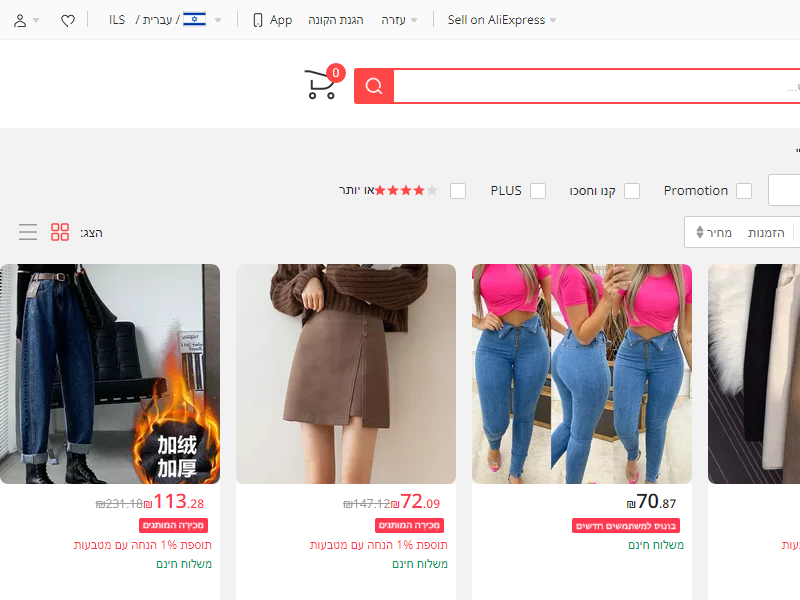 ILS / עברית /
App
הגנת הקונה
עזרה
Sell on AliExpress
0
או יותר
PLUS
קנו וחסכו
Promotion
הצג:
מחיר
הזמנות
加绒
加厚
₪231.18 ₪113.28
מכירה המותגים
תוספת 1% הנחה עם מטבעות
משלוח חינם
₪147.12 ₪72.09
מכירה המותגים
תוספת 1% הנחה עם מטבעות
משלוח חינם
₪70.87
בונוס למשתמשים חדשים
משלוח חינם